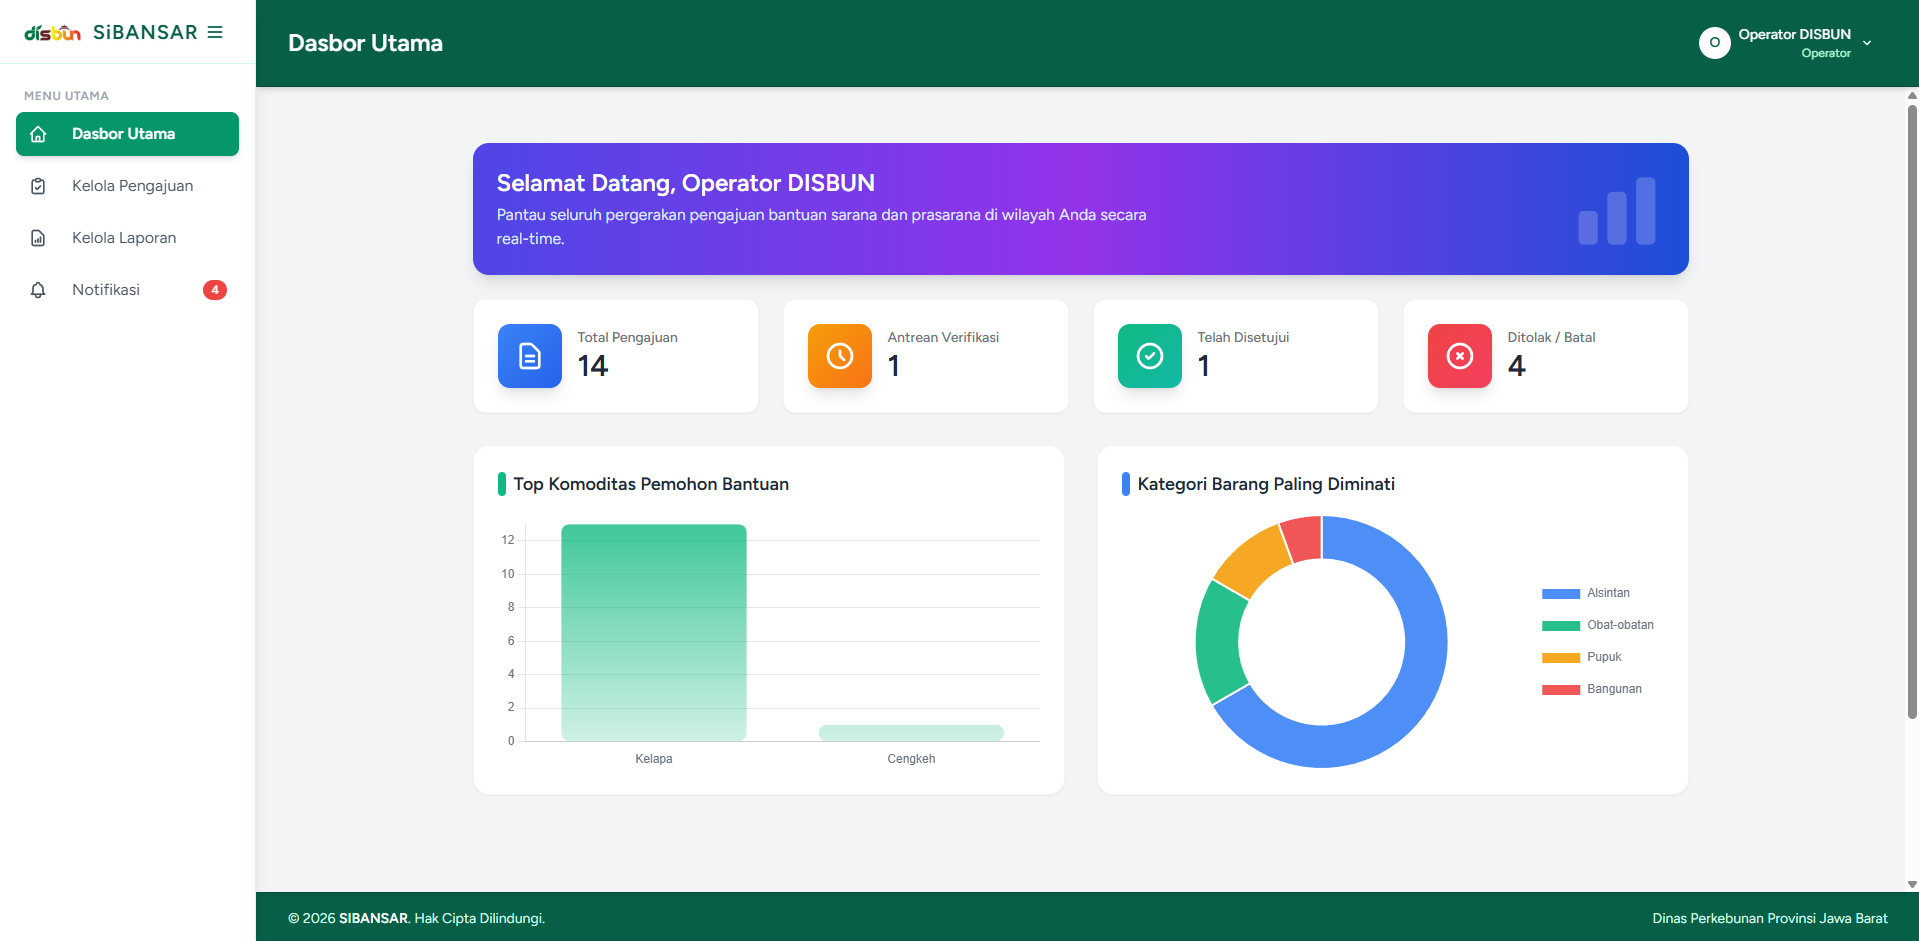 disbun SiBANSAR
MENU UTAMA
Dasbor Utama
Kelola Pengajuan
Kelola Laporan
Notifikasi 4
Dasbor Utama
O
Operator DISBUN
Operator
Selamat Datang, Operator DISBUN
Pantau seluruh pergerakan pengajuan bantuan sarana dan prasarana di wilayah Anda secara
real-time.
Total Pengajuan
14
Antrean Verifikasi
1
Telah Disetujui
1
Ditolak / Batal
4
Top Komoditas Pemohon Bantuan
12
10
8
6
4
2
0
Kelapa
Cengkeh
Kategori Barang Paling Diminati
Alsintan
Obat-obatan
Pupuk
Bangunan
© 2026 SIBANSAR. Hak Cipta Dilindungi.
Dinas Perkebunan Provinsi Jawa Barat